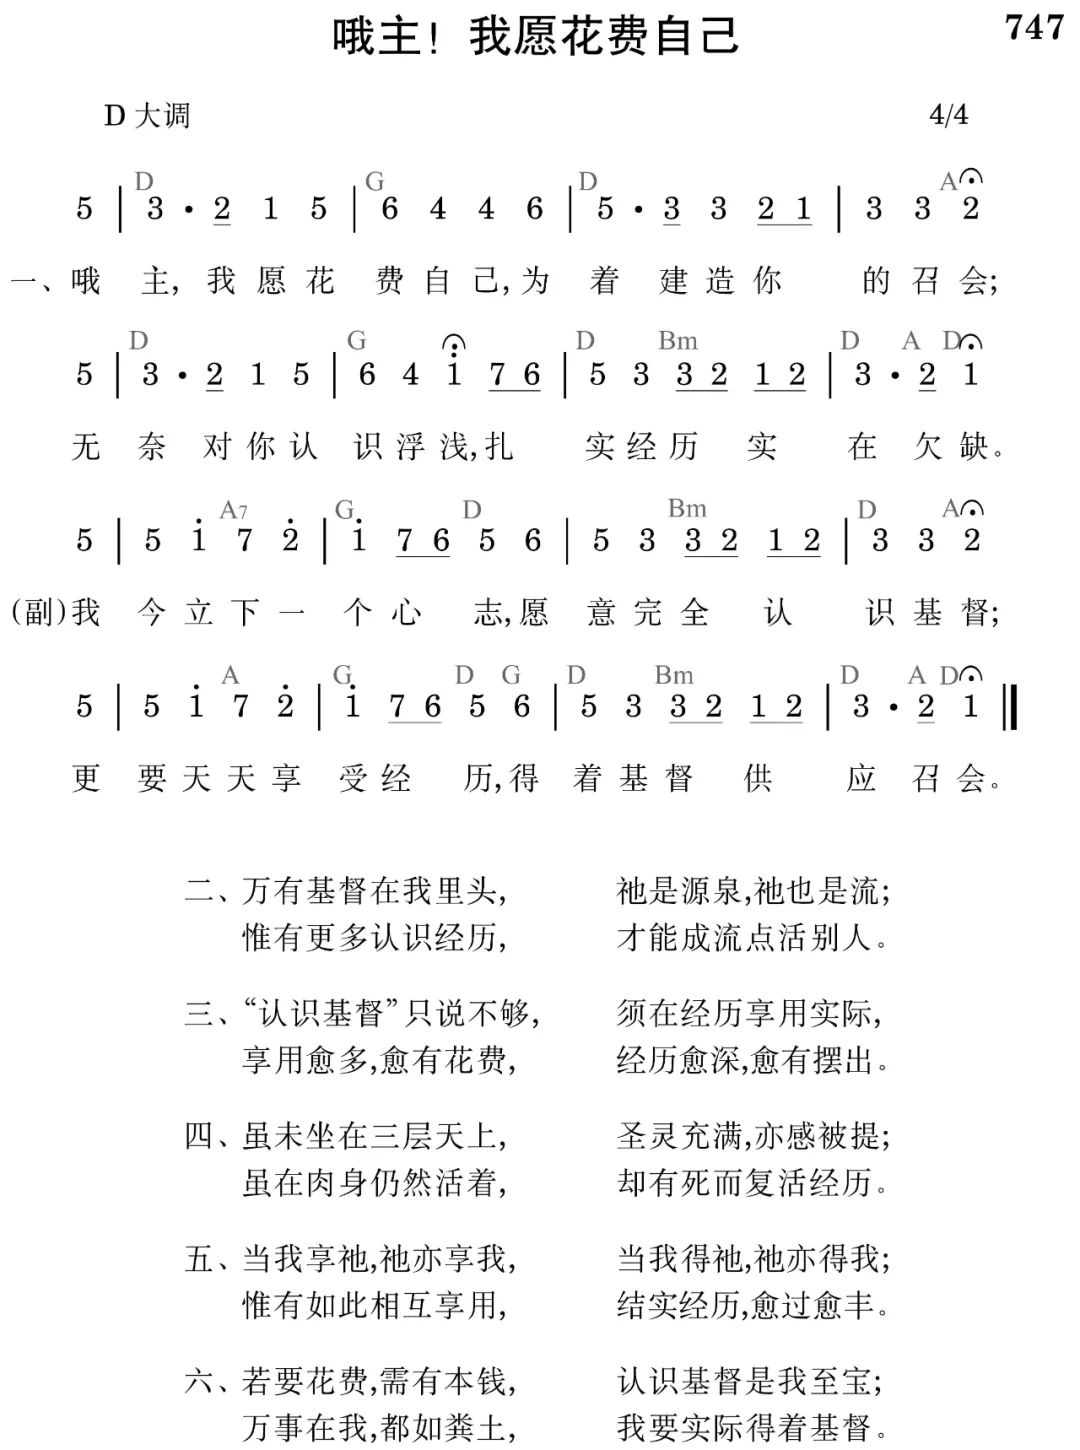 哦主！我愿花费自己
747
D 大调
4/4
D G D A
5 | 3 · 2 1 5 | 6 4 4 6 | 5 · 3 3 2 1 | 3 3 2
一、哦 主, 我 愿 花 费 自 己, 为 着 建 造 你 的 召 会;
D G D Bm D A D
5 | 3 · 2 1 5 | 6 4 i 7 6 | 5 3 3 2 1 2 | 3 · 2 1
无 奈 对 你 认 识 浮 浅, 扎 实 经 历 实 在 欠 缺。
A7 G D Bm D A
5 | 5 i 7 2̇ | i 7 6 5 6 | 5 3 3 2 1 2 | 3 3 2
(副)我 今 立 下 一 个 心 志, 愿 意 完 全 认 识 基 督;
A G D G D Bm D A D
5 | 5 i 7 2̇ | i 7 6 5 6 | 5 3 3 2 1 2 | 3 · 2 1 ‖
更 要 天 天 享 受 经 历, 得 着 基 督 供 应 召 会。
二、万有基督在我里头, 祂是源泉,祂也是流;
惟有更多认识经历, 才能成流点活别人。
三、“认识基督”只说不够, 须在经历享用实际,
享用愈多,愈有花费, 经历愈深,愈有摆出。
四、虽未坐在三层天上, 圣灵充满,亦感被提;
虽在肉身仍然活着, 却有死而复活经历。
五、当我享祂,祂亦享我, 当我得祂,祂亦得我;
惟有如此相互享用, 结实经历,愈过愈丰。
六、若要花费,需有本钱, 认识基督是我至宝;
万事在我,都如粪土, 我要实际得着基督。